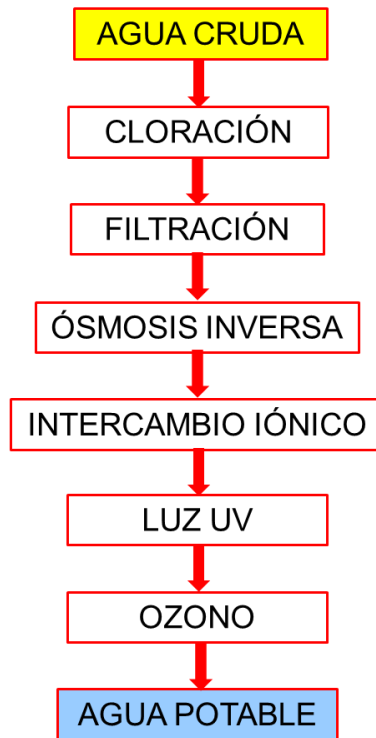 AGUA CRUDA
CLORACIÓN
FILTRACIÓN
ÓSMOSIS INVERSA
INTERCAMBIO IÓNICO
LUZ UV
OZONO
AGUA POTABLE